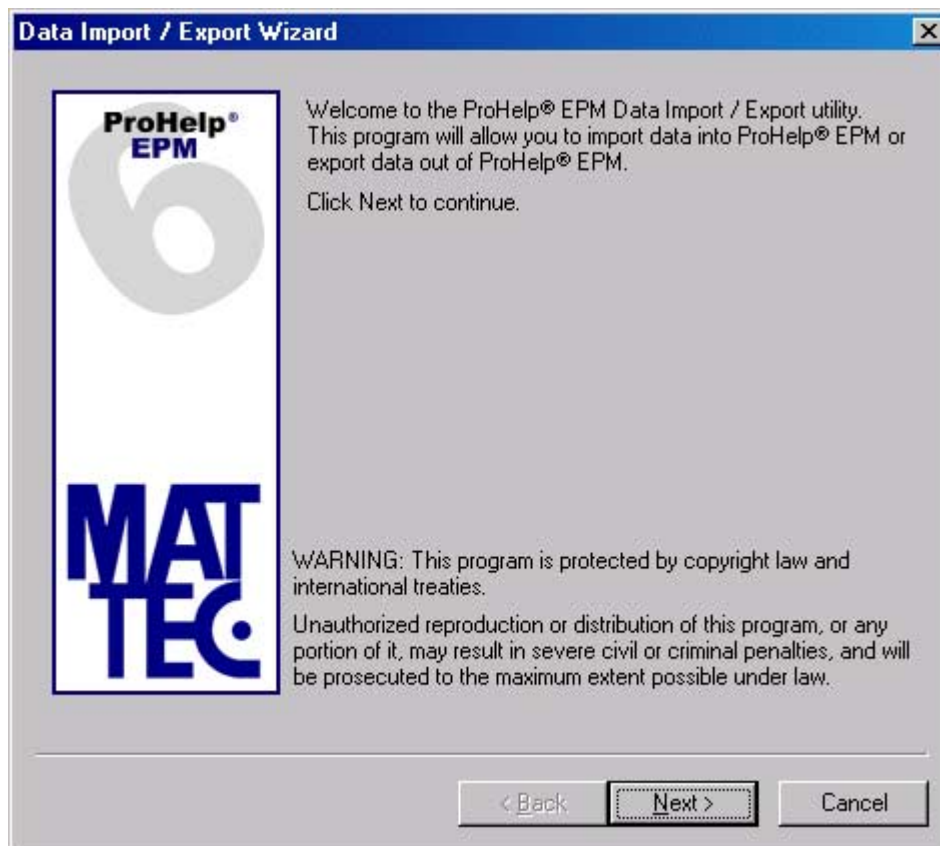 Data Import / Export Wizard
ProHelp®
EPM
6
Welcome to the ProHelp® EPM Data Import / Export utility.
This program will allow you to import data into ProHelp® EPM or
export data out of ProHelp® EPM.
Click Next to continue.
MAT
TEC
WARNING: This program is protected by copyright law and
international treaties.
Unauthorized reproduction or distribution of this program, or any
portion of it, may result in severe civil or criminal penalties, and will
be prosecuted to the maximum extent possible under law.
< Back
Next >
Cancel